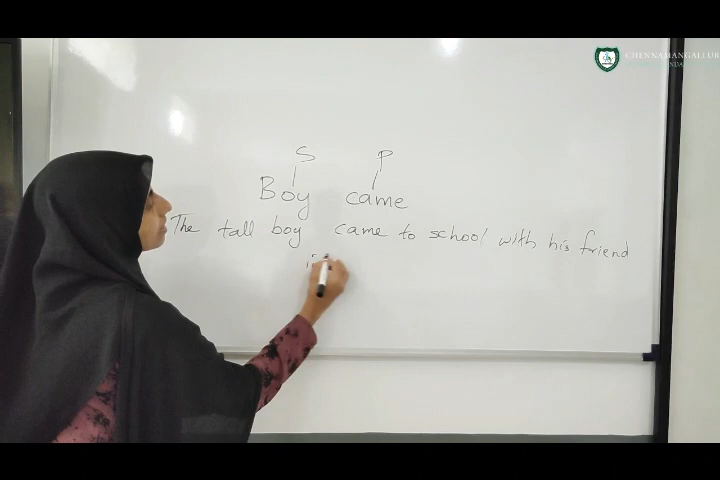 S P
Boy came
The tall boy came to school with his friend
CHENNAMANGALLUR